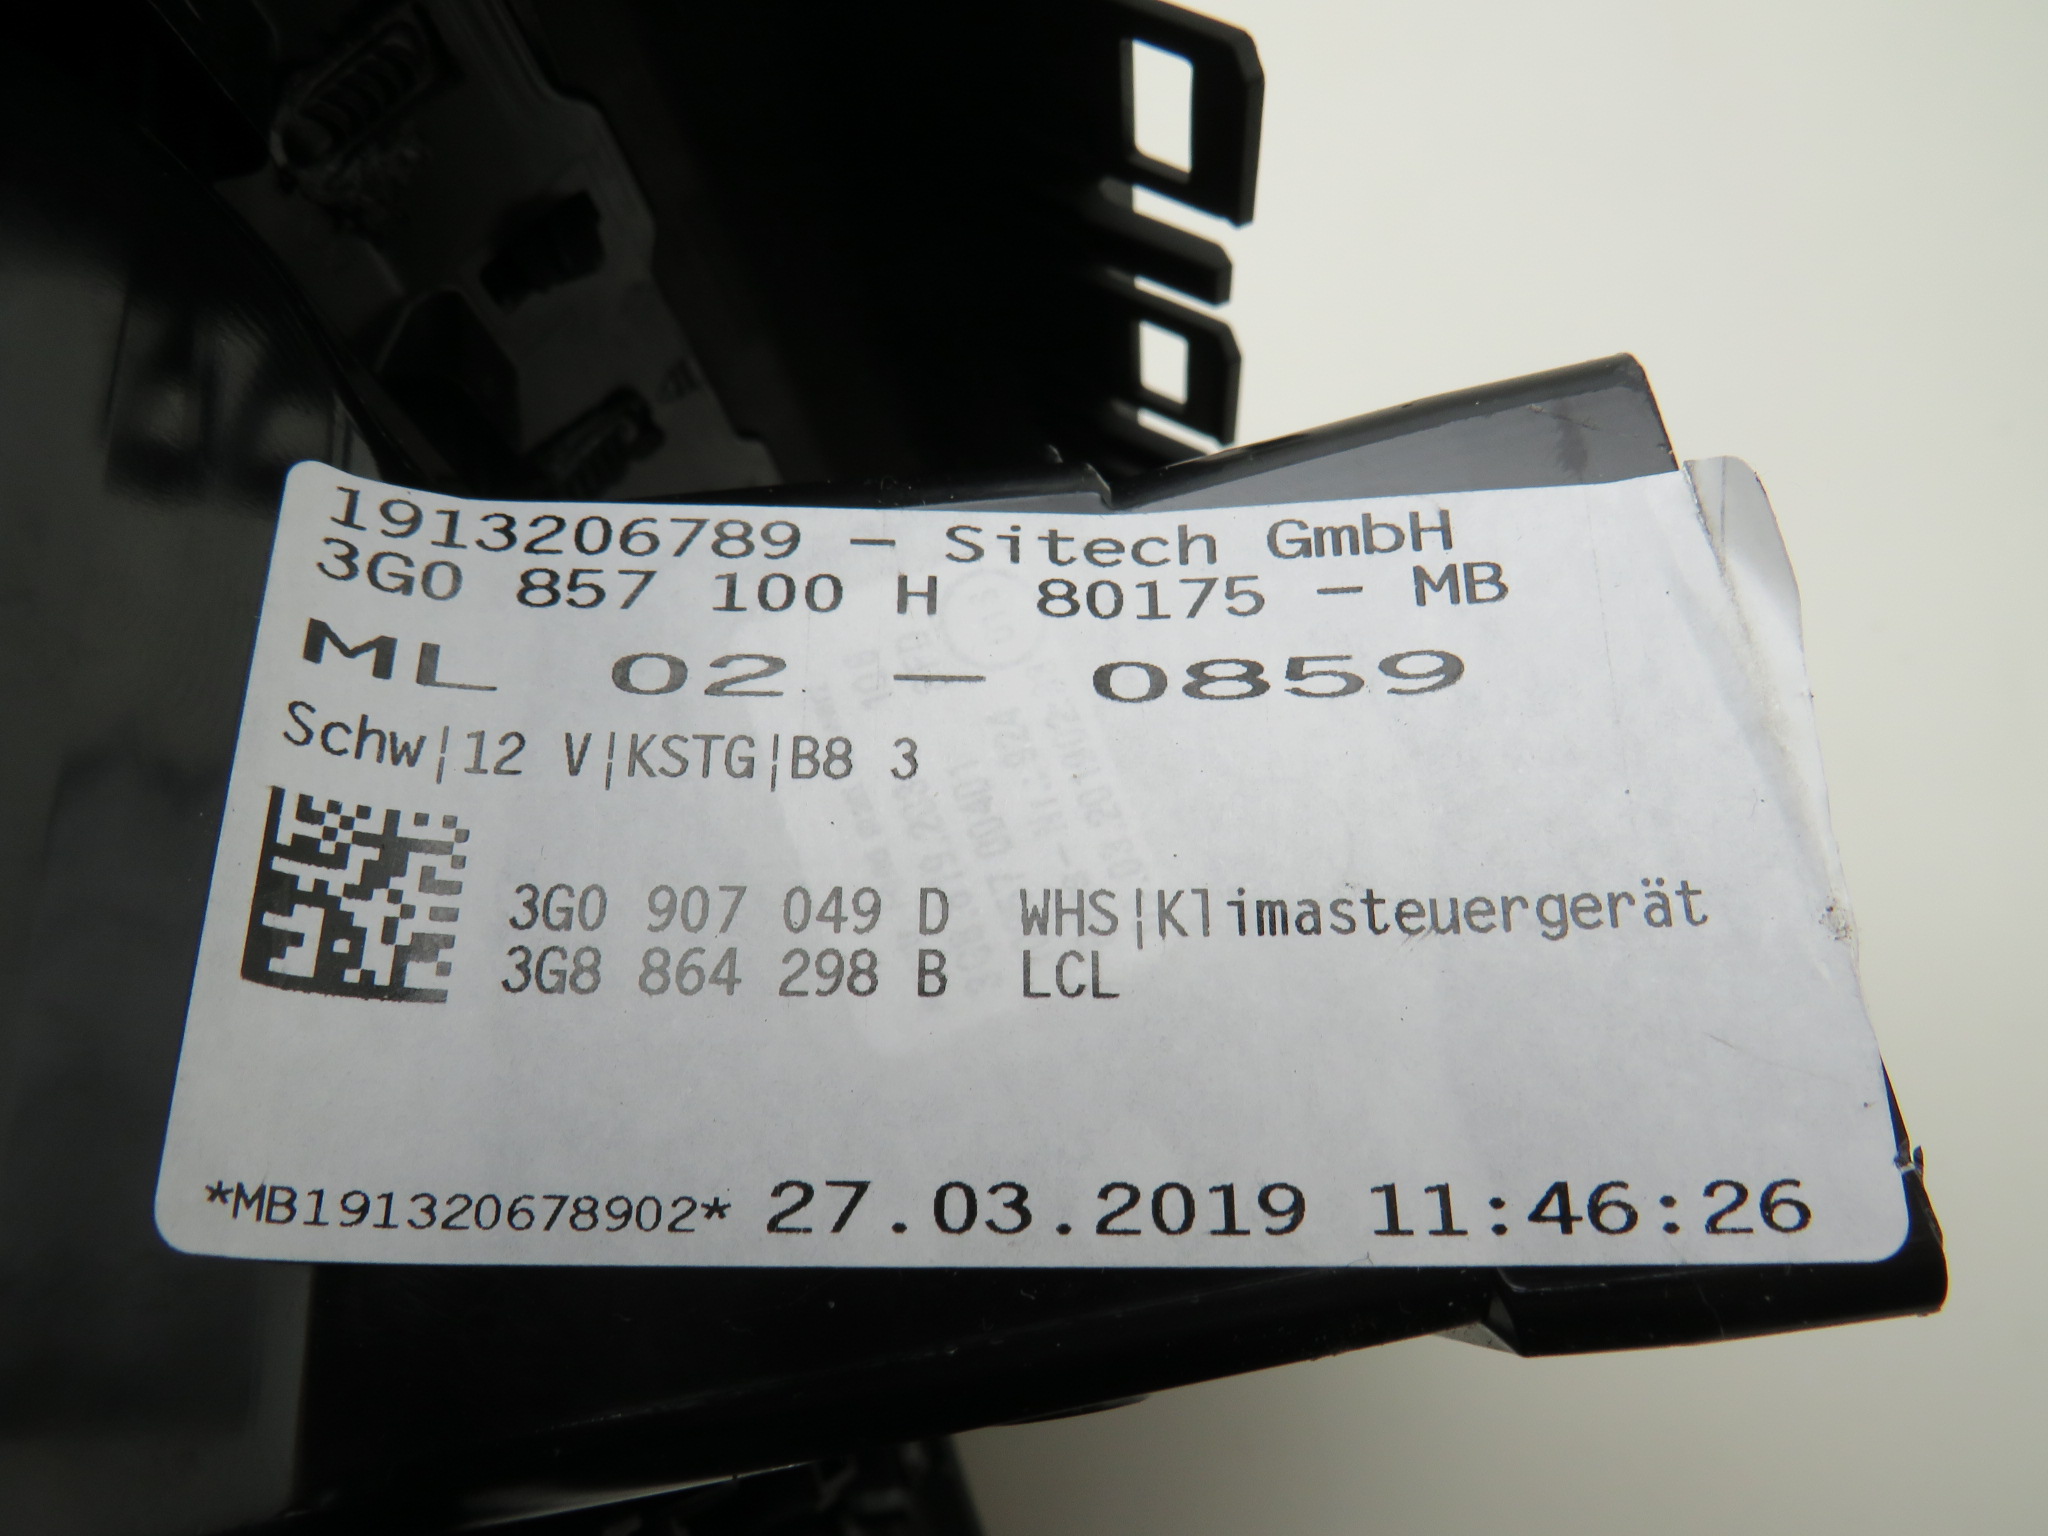 1913206789 - Sitech GmbH
3G0 857 100 H 80175 - MB
ML 02 - 0859
Schw¦12 V¦KSTG¦B8 3
3G0 907 049 D WHS¦Klimasteuergerät
3G8 864 298 B LCL
*MB191320678902* 27.03.2019 11:46:26